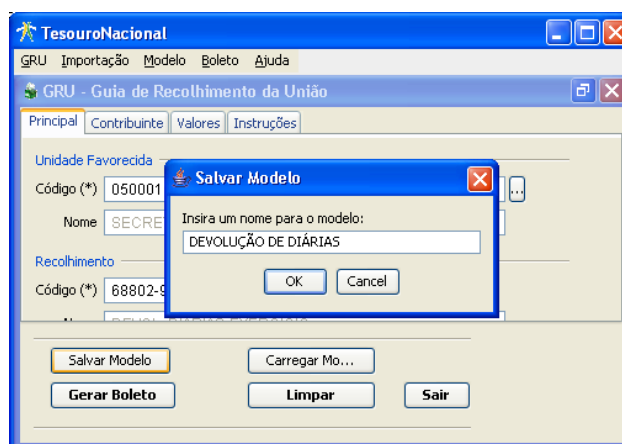 TesouroNacional
GRU Importação Modelo Boleto Ajuda
GRU - Guia de Recolhimento da União
Principal Contribuinte Valores Instruções
Unidade Favorecida
Salvar Modelo
Código (*) 050001 ...
Insira um nome para o modelo:
Nome SECRE
DEVOLUÇÃO DE DIÁRIAS
Recolhimento
OK Cancel
Código (*) 68802-9
Salvar Modelo Carregar Mo...
Gerar Boleto Limpar Sair